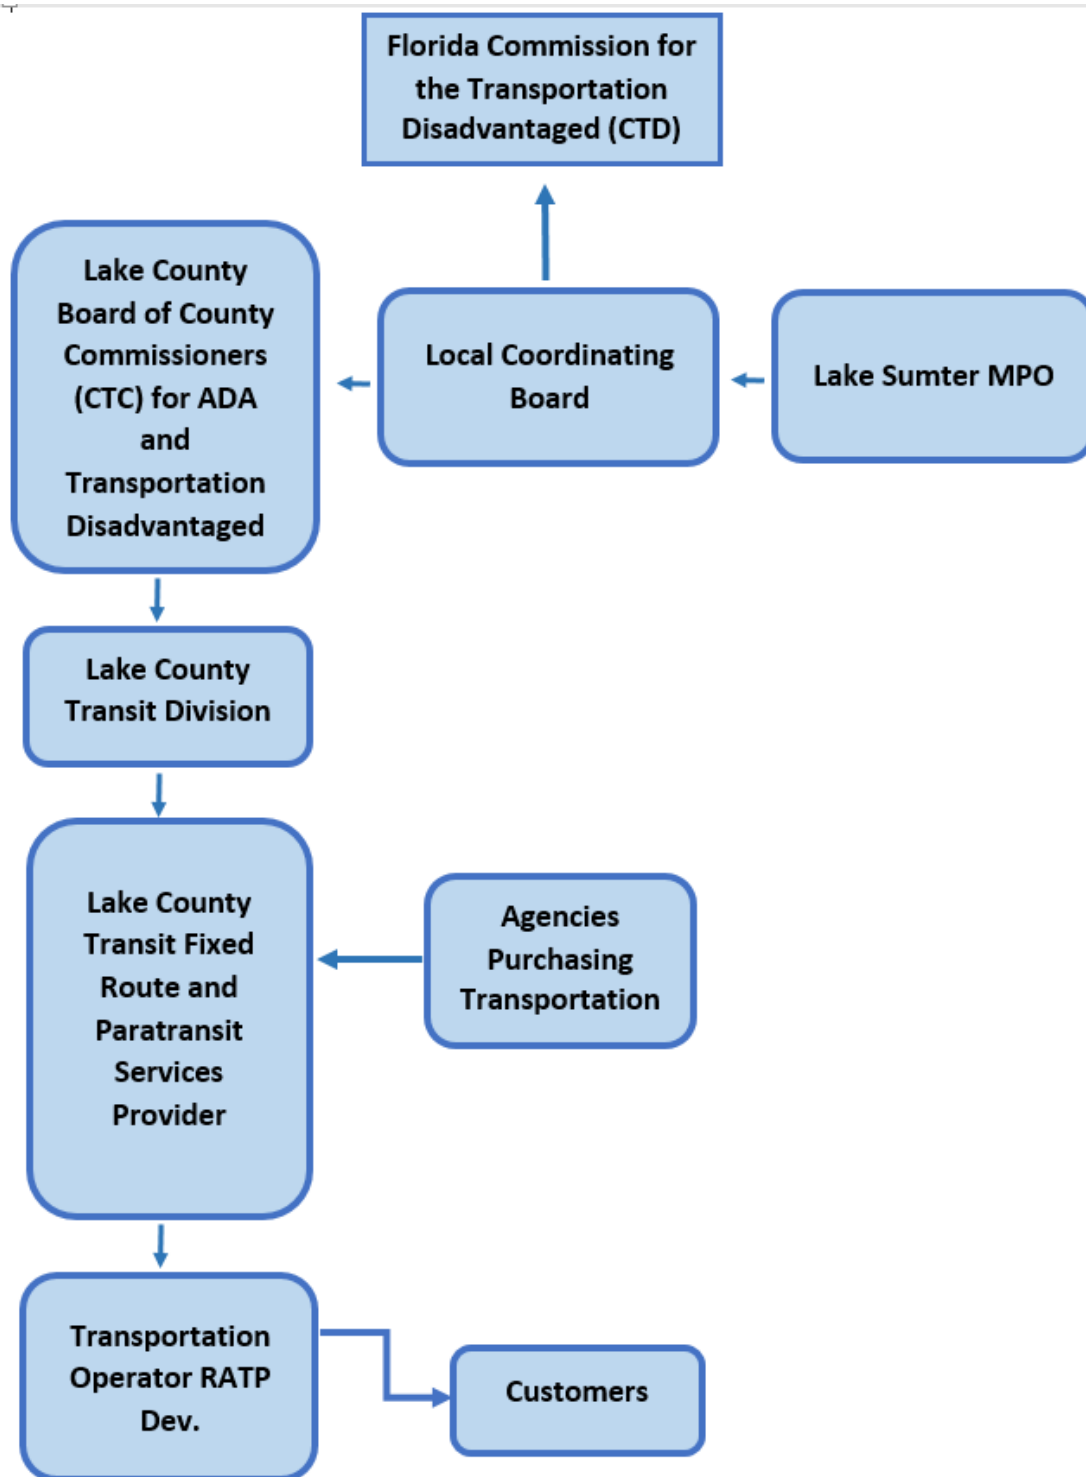 Florida Commission for
the Transportation
Disadvantaged (CTD)
Lake County
Board of County
Commissioners
(CTC) for ADA
and
Transportation
Disadvantaged
Local Coordinating
Board
Lake Sumter MPO
Lake County
Transit Division
Lake County
Transit Fixed
Route and
Paratransit
Services
Provider
Agencies
Purchasing
Transportation
Transportation
Operator RATP
Dev.
Customers